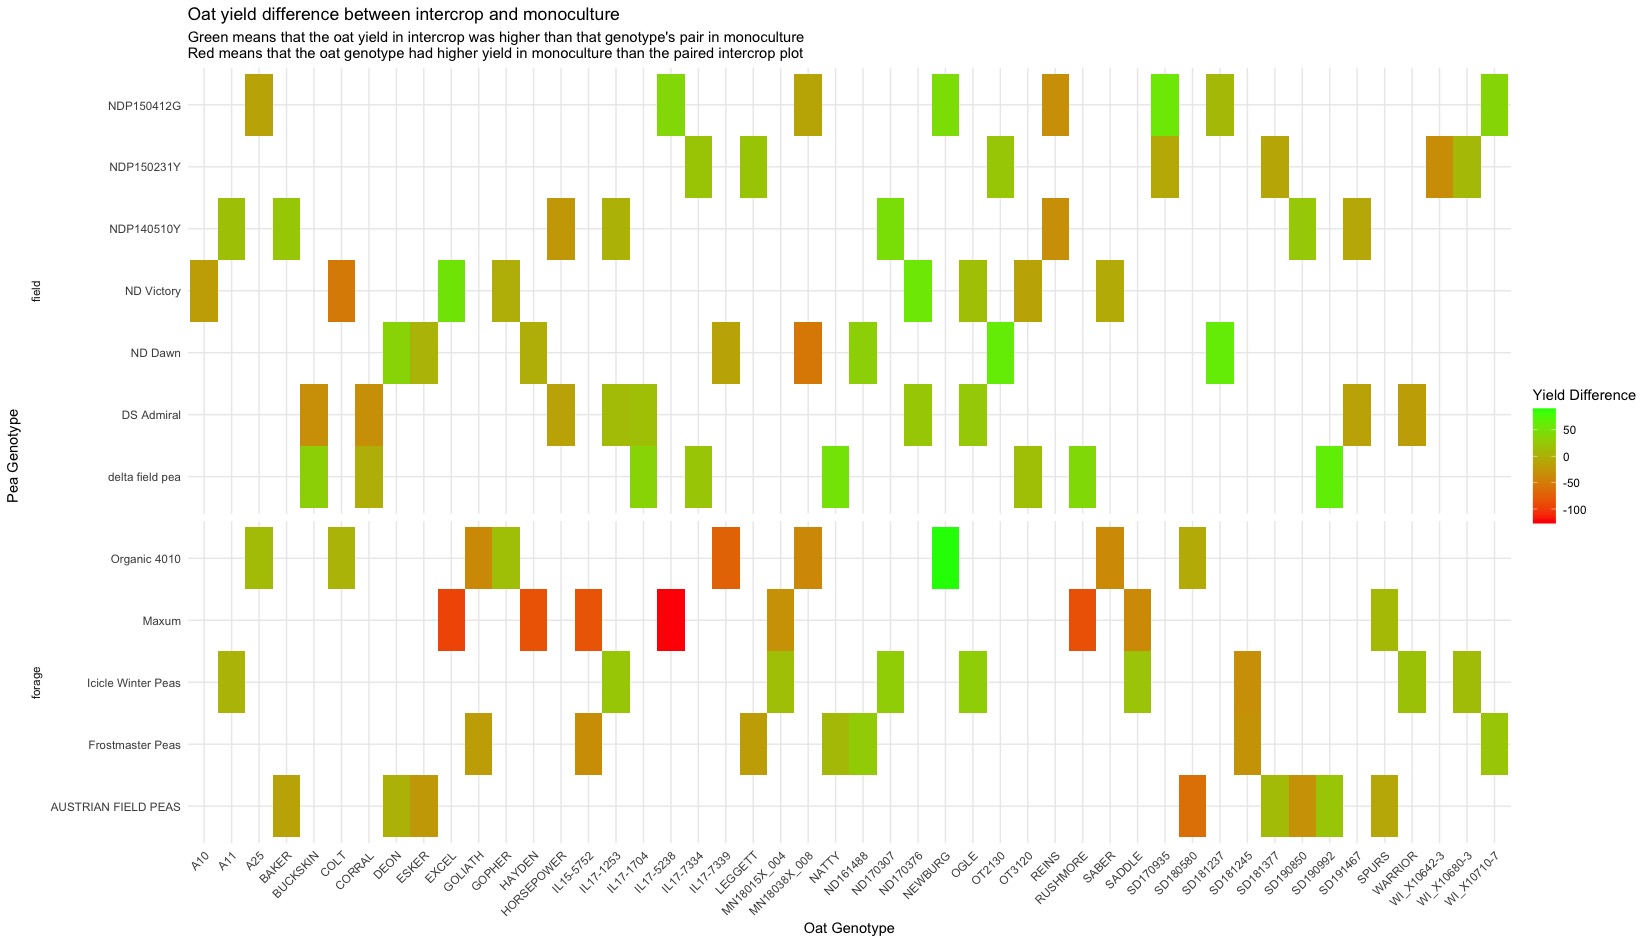 Oat yield difference between intercrop and monoculture
Green means that the oat yield in intercrop was higher than that genotype's pair in monoculture
Red means that the oat genotype had higher yield in monoculture than the paired intercrop plot
Pea Genotype
field
NDP150412G
NDP150231Y
NDP140510Y
ND Victory
ND Dawn
DS Admiral
delta field pea
forage
Organic 4010
Maxum
Icicle Winter Peas
Frostmaster Peas
AUSTRIAN FIELD PEAS
A10
A11
A25
BAKER
BUCKSKIN
COLT
CORRAL
DEON
ESKER
EXCEL
GOLIATH
GOPHER
HAYDEN
HORSEPOWER
IL15-5752
IL17-1253
IL17-1704
IL17-5238
IL17-7334
IL17-7339
LEGGETT
MN18015X_004
MN18038X_008
NATTY
ND161488
ND170307
ND170376
NEWBURG
OGLE
OT2130
OT3120
REINS
RUSHMORE
SABER
SADDLE
SD170935
SD180580
SD181237
SD181245
SD181377
SD190850
SD190992
SD191467
SPURS
WARRIOR
WI_X10642-3
WI_X10680-3
WI_X10710-7
Oat Genotype
Yield Difference
50
0
-50
-100